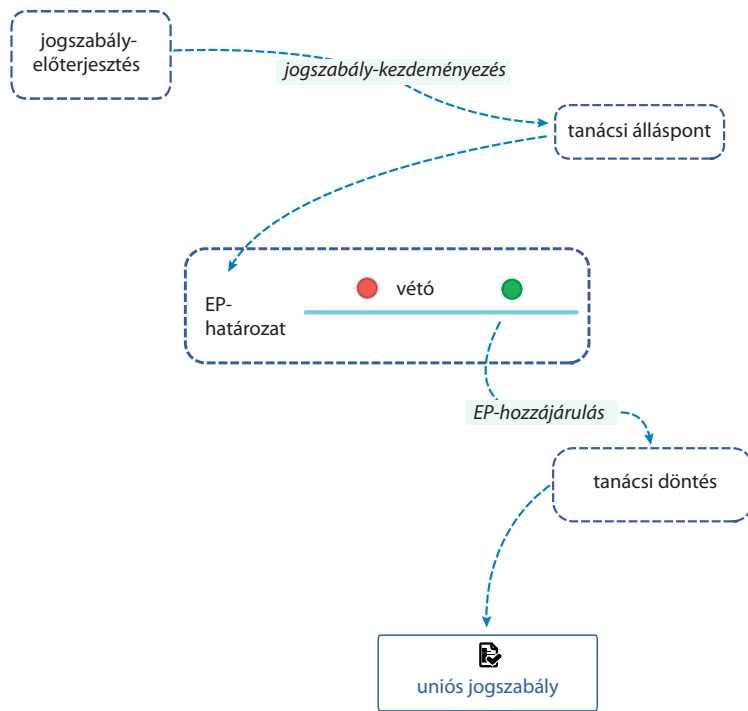 jogszabály-
előterjesztés
jogszabály-kezdeményezés
tanácsi álláspont
vétó
EP-
határozat
EP-hozzájárulás
tanácsi döntés
uniós jogszabály